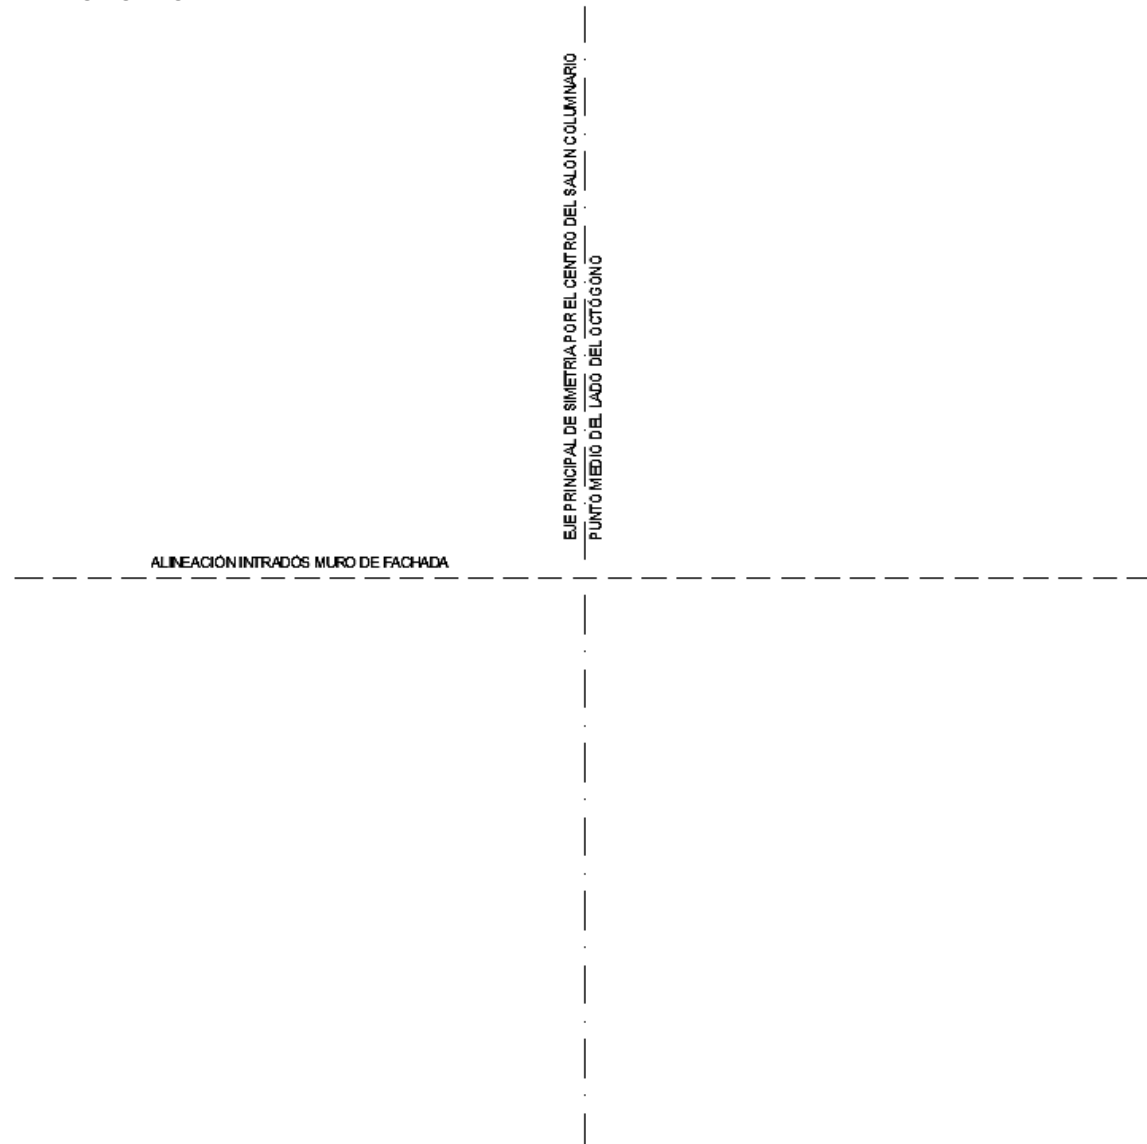 EJE PRINCIPAL DE SIMETRIA POR EL CENTRO DEL SALON COLUMNARIO
PUNTO MEDIO DEL LADO DEL OCTÓGONO
ALINEACIÓN INTRADÓS MURO DE FACHADA